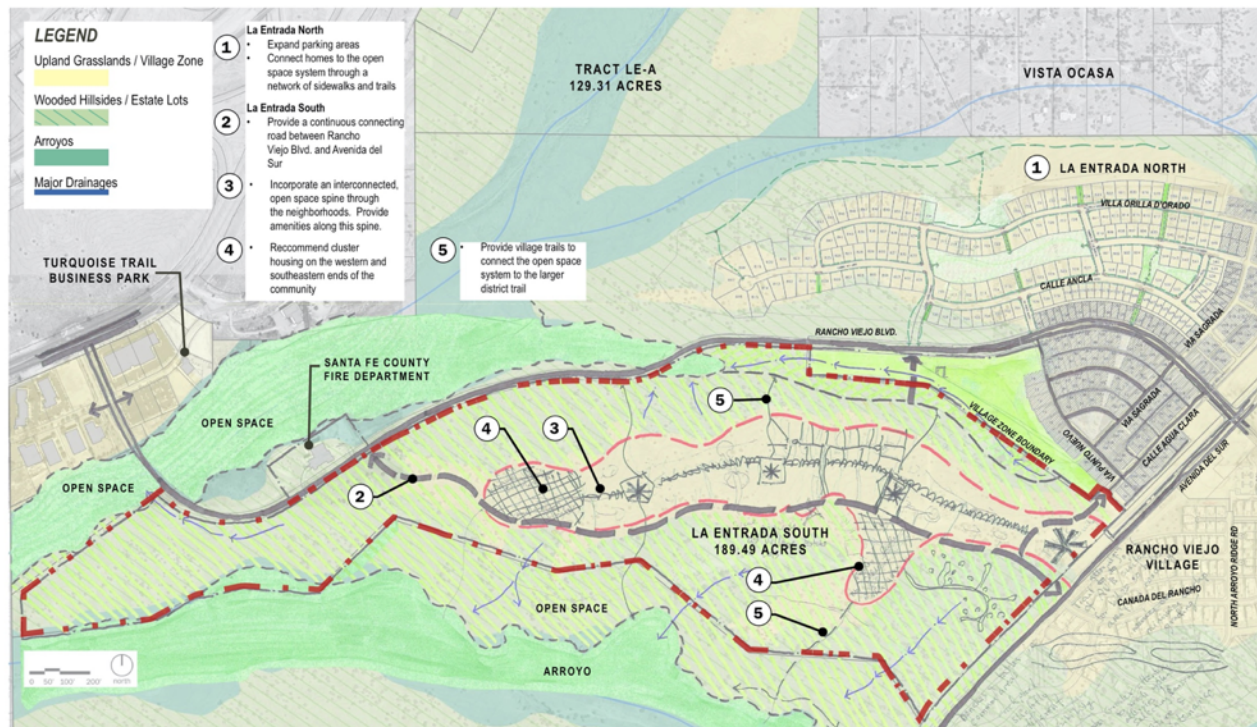 LEGEND
Upland Grasslands / Village Zone
Wooded Hillsides / Estate Lots
Arroyos
Major Drainages
La Entrada North
1
• Expand parking areas
• Connect homes to the open
space system through a
network of sidewalks and trails
La Entrada South
2
• Provide a continuous connecting
road between Rancho
Viejo Blvd. and Avenida del
Sur
3
• Incorporate an interconnected,
open space spine through
the neighborhoods. Provide
amenities along this spine.
4
• Reccommend cluster
housing on the western and
southeastern ends of the
community
5
• Provide village trails to
connect the open space
system to the larger
district trail
TRACT LE-A
129.31 ACRES
VISTA OCASA
1 LA ENTRADA NORTH
VILLA ORILLA D'ORADO
CALLE ANCLA
VIA SAGRADA
RANCHO VIEJO BLVD.
TURQUOISE TRAIL
BUSINESS PARK
SANTA FE COUNTY
FIRE DEPARTMENT
OPEN SPACE
OPEN SPACE
5
4
3
2
VILLAGE ZONE BOUNDARY
VIA PUNTO NUEVO
VIA SAGRADA
CALLE AGUA CLARA
AVENIDA DEL SUR
LA ENTRADA SOUTH
189.49 ACRES
4
5
OPEN SPACE
ARROYO
RANCHO VIEJO
VILLAGE
CANADA DEL RANCHO
NORTH ARROYO RIDGE RD
0 50' 100' 200'
north